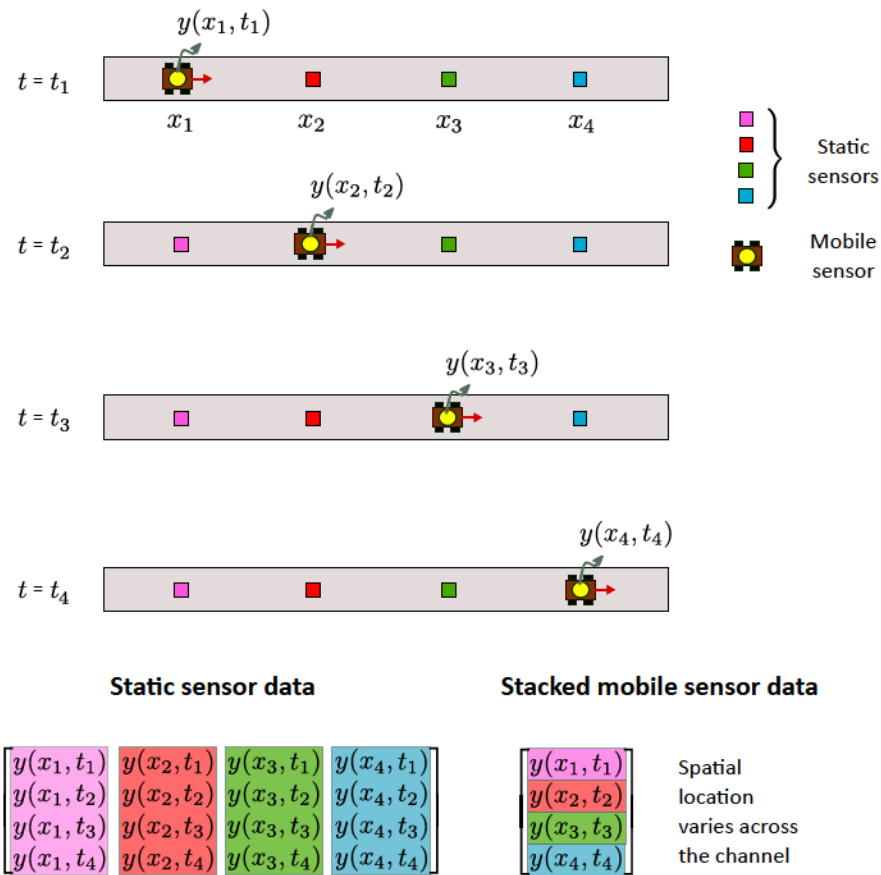 y(x₁, t₁)
t = t₁
x₁ x₂ x₃ x₄
Static
sensors
y(x₂, t₂)
t = t₂
Mobile
sensor
y(x₃, t₃)
t = t₃
y(x₄, t₄)
t = t₄
Static sensor data
Stacked mobile sensor data
y(x₁, t₁) y(x₂, t₁) y(x₃, t₁) y(x₄, t₁)
y(x₁, t₂) y(x₂, t₂) y(x₃, t₂) y(x₄, t₂)
y(x₁, t₃) y(x₂, t₃) y(x₃, t₃) y(x₄, t₃)
y(x₁, t₄) y(x₂, t₄) y(x₃, t₄) y(x₄, t₄)
y(x₁, t₁)
y(x₂, t₂)
y(x₃, t₃)
y(x₄, t₄)
Spatial
location
varies across
the channel